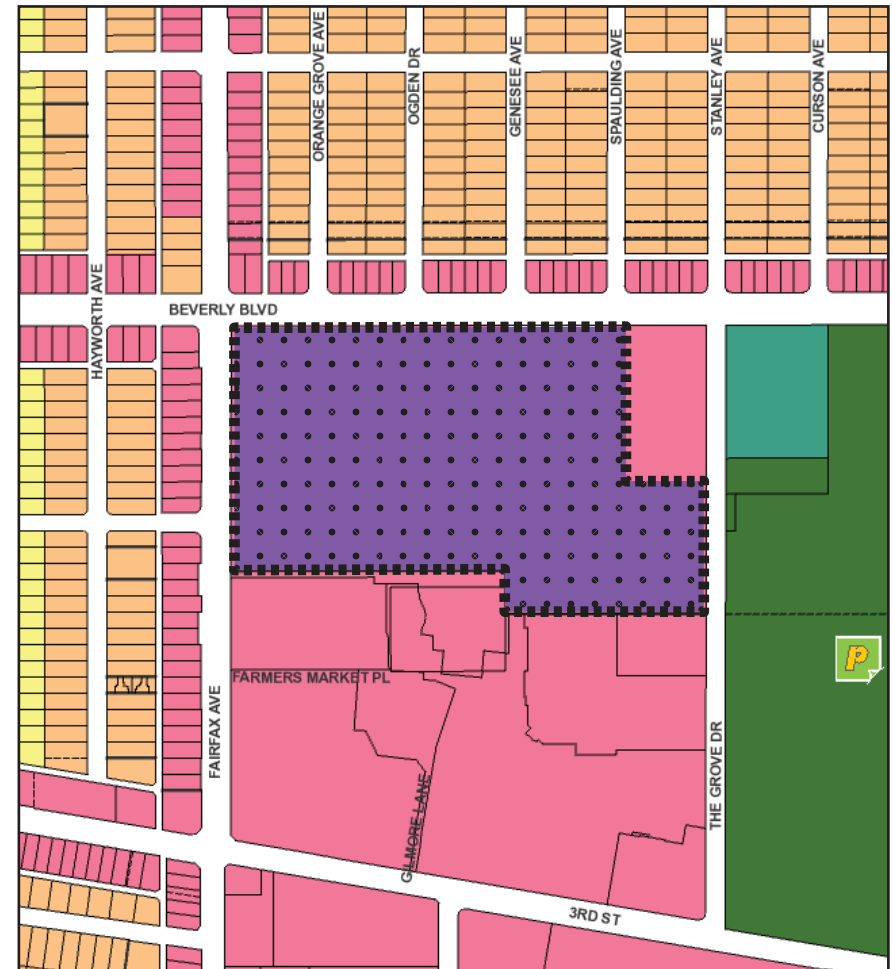 ORANGE GROVE AVE
OGDEN DR
GENESEE AVE
SPAULDING AVE
STANLEY AVE
CURSON AVE
HAYWORTH AVE
BEVERLY BLVD
P
FARMERS MARKET PL
FAIRFAX AVE
THE GROVE DR
GILMORE LANE
3RD ST